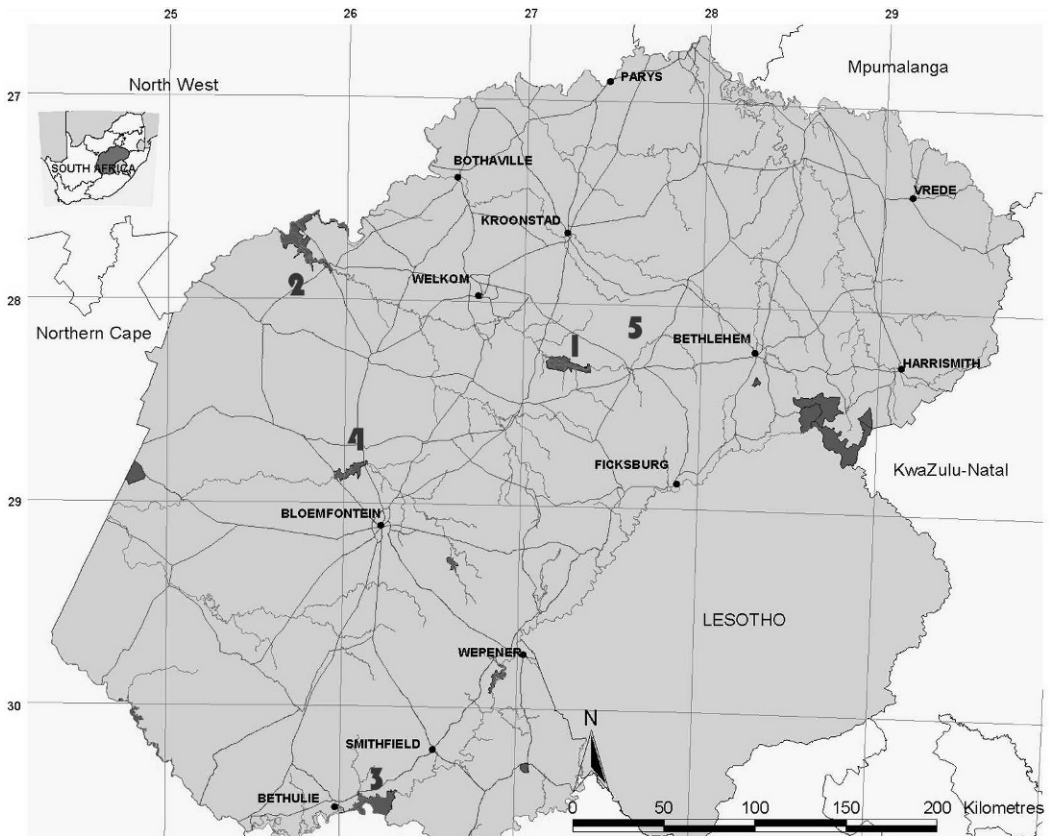 25 26 27 28 29
North West
Mpumalanga
PARYS
27
SOUTH AFRICA
BOTHAVILLE
VREDE
KROONSTAD
2
WELKOM
28
Northern Cape
1
5
BETHLEHEM
HARRISMITH
4
FICKSBURG
KwaZulu-Natal
29
BLOEMFONTEIN
LESOTHO
WEPENER
30
N
SMITHFIELD
3
BETHULIE
0 50 100 150 200 Kilometres